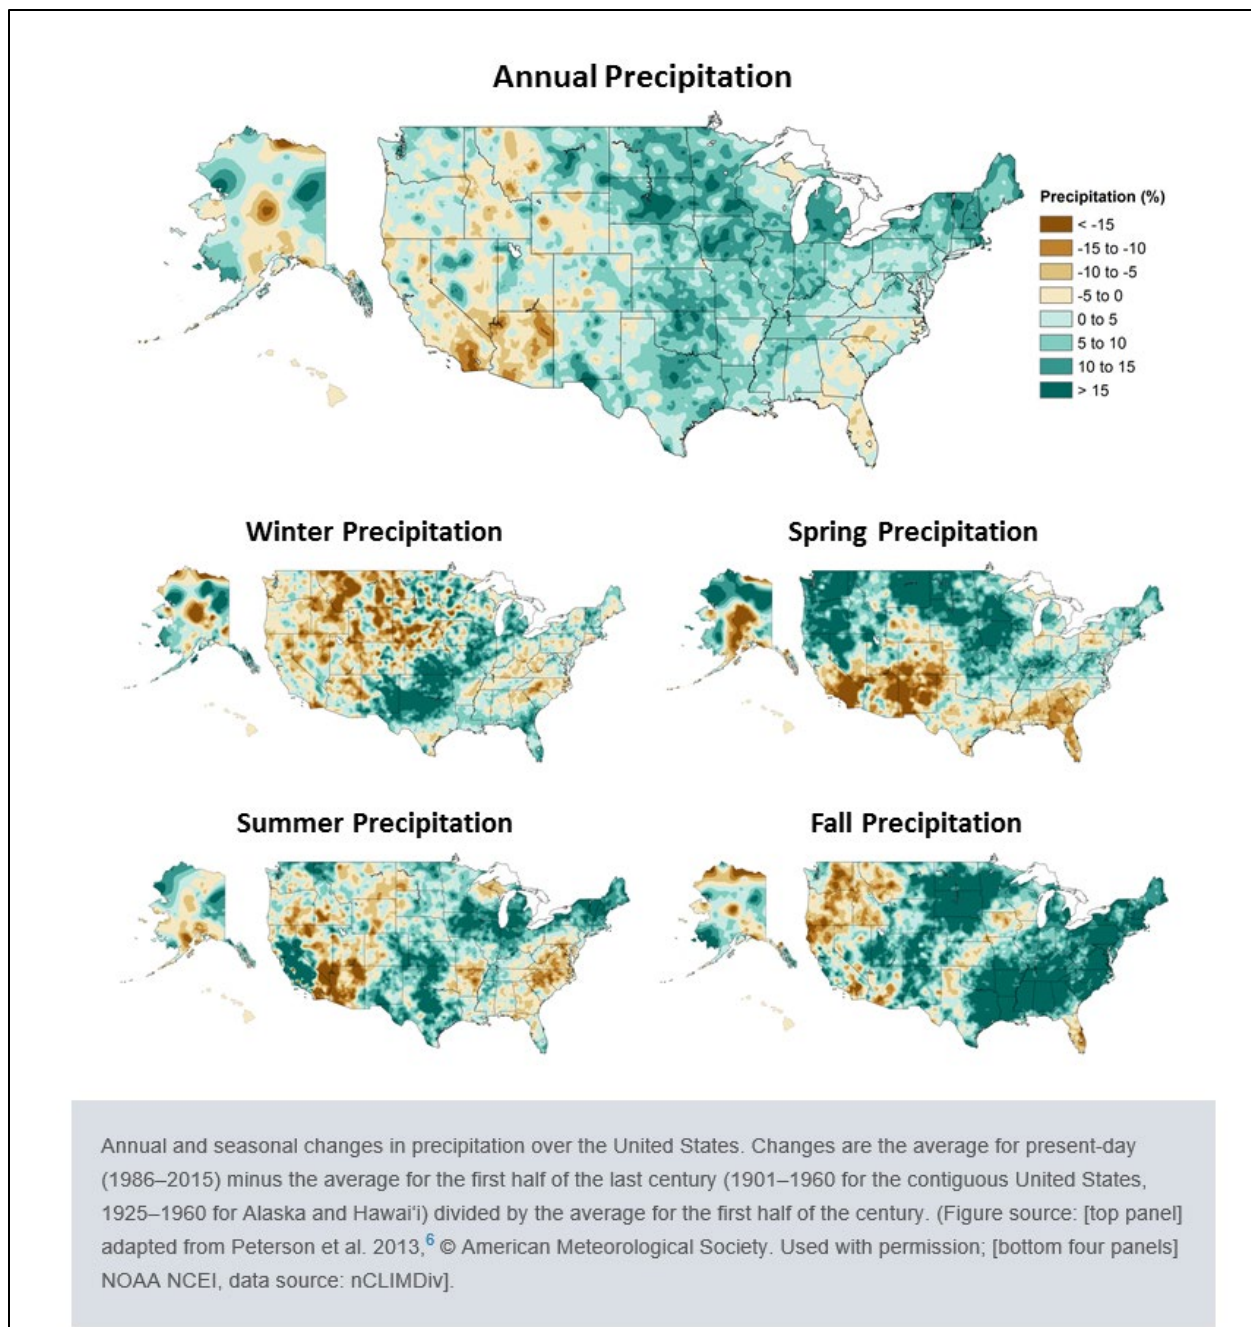 Annual Precipitation
Precipitation (%)
< -15
-15 to -10
-10 to -5
-5 to 0
0 to 5
5 to 10
10 to 15
> 15
Winter Precipitation
Spring Precipitation
Summer Precipitation
Fall Precipitation
Annual and seasonal changes in precipitation over the United States. Changes are the average for present-day
(1986–2015) minus the average for the first half of the last century (1901–1960 for the contiguous United States,
1925–1960 for Alaska and Hawai‘i) divided by the average for the first half of the century. (Figure source: [top panel]
adapted from Peterson et al. 2013,⁶ © American Meteorological Society. Used with permission; [bottom four panels]
NOAA NCEI, data source: nCLIMDiv].